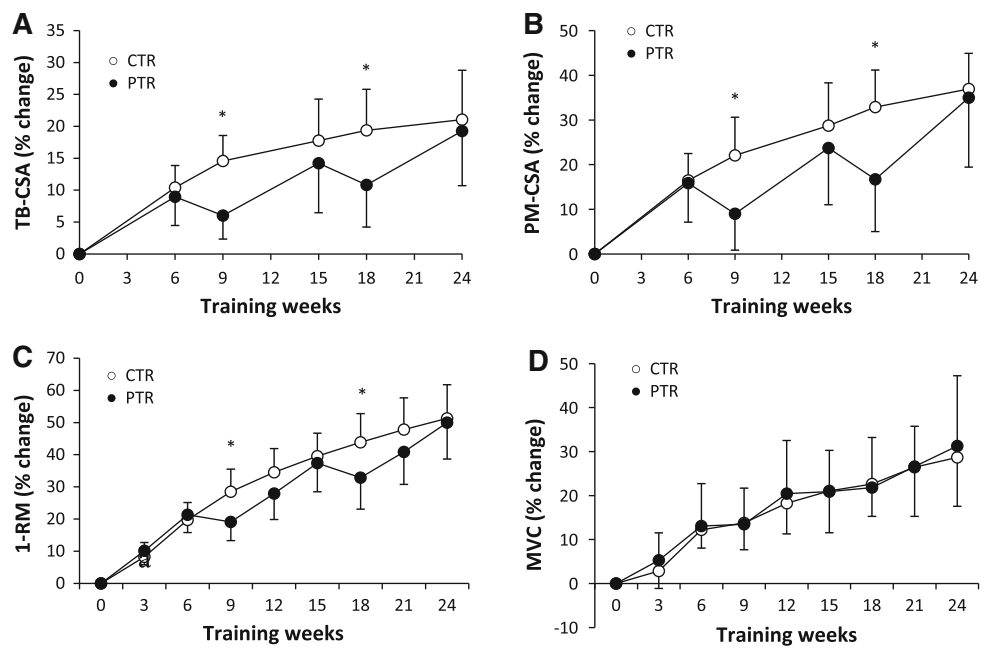 A
TB-CSA (% change)
35
30
25
20
15
10
5
0
CTR
PTR
*
*
0 3 6 9 12 15 18 21 24
Training weeks
B
PM-CSA (% change)
50
40
30
20
10
0
CTR
PTR
*
*
0 3 6 9 12 15 18 21 24
Training weeks
C
1-RM (% change)
70
60
50
40
30
20
10
0
CTR
PTR
*
*
0 3 6 9 12 15 18 21 24
Training weeks
D
MVC (% change)
50
40
30
20
10
0
-10
CTR
PTR
0 3 6 9 12 15 18 21 24
Training weeks